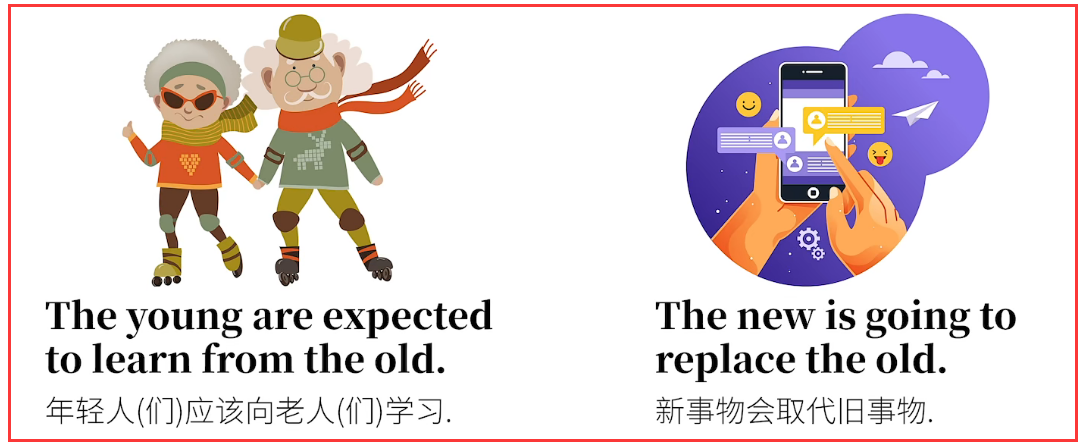 The young are expected
to learn from the old.
年轻人(们)应该向老人(们)学习.
The new is going to
replace the old.
新事物会取代旧事物.